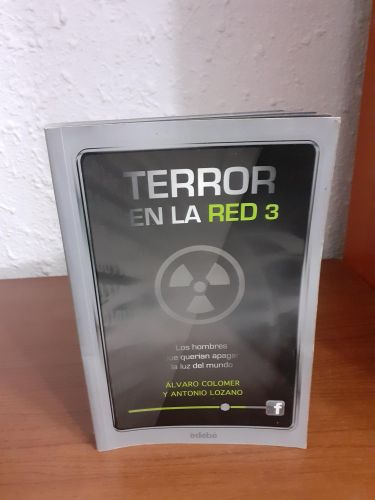 TERROR
EN LA RED 3
Los hombres
que querían apagar
la luz del mundo
ÁLVARO COLOMER
Y ANTONIO LOZANO
f
edebé